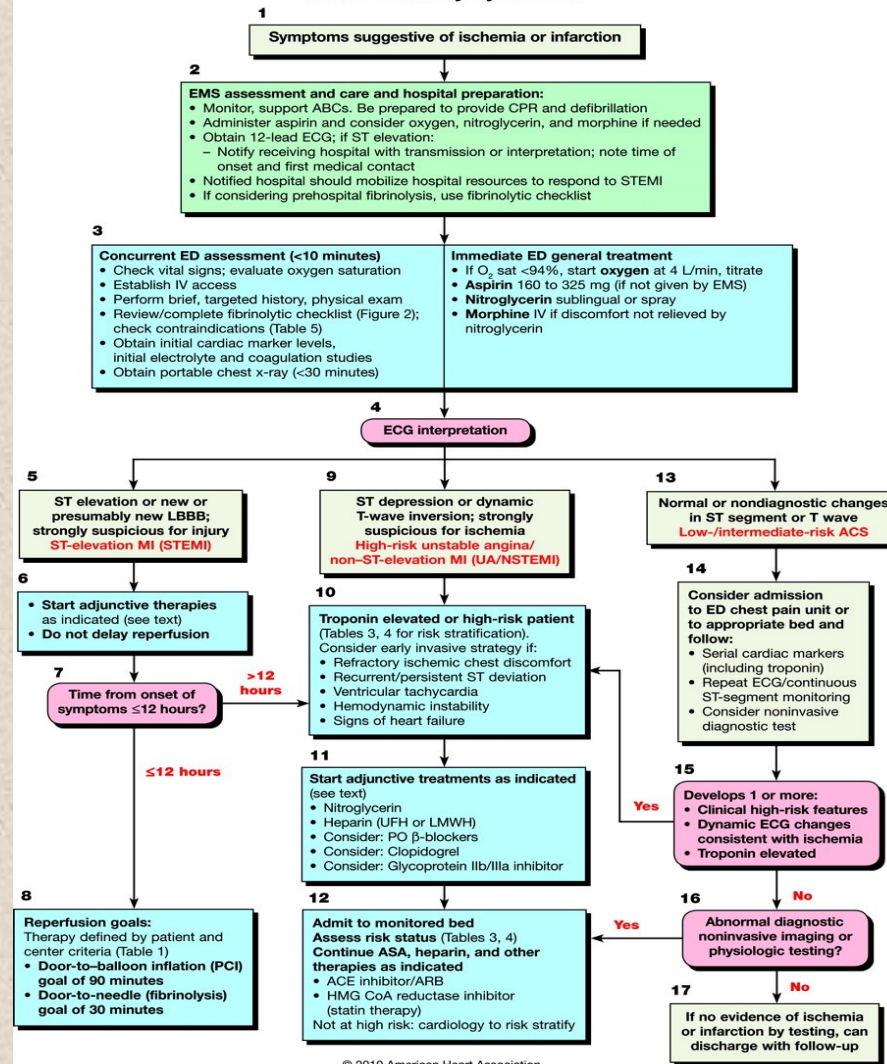 1
Symptoms suggestive of ischemia or infarction
2
EMS assessment and care and hospital preparation:
• Monitor, support ABCs. Be prepared to provide CPR and defibrillation
• Administer aspirin and consider oxygen, nitroglycerin, and morphine if needed
• Obtain 12-lead ECG; if ST elevation:
– Notify receiving hospital with transmission or interpretation; note time of
onset and first medical contact
• Notified hospital should mobilize hospital resources to respond to STEMI
• If considering prehospital fibrinolysis, use fibrinolytic checklist
3
Concurrent ED assessment (<10 minutes)
• Check vital signs; evaluate oxygen saturation
• Establish IV access
• Perform brief, targeted history, physical exam
• Review/complete fibrinolytic checklist (Figure 2);
check contraindications (Table 5)
• Obtain initial cardiac marker levels,
initial electrolyte and coagulation studies
• Obtain portable chest x-ray (<30 minutes)
Immediate ED general treatment
• If O₂ sat <94%, start oxygen at 4 L/min, titrate
• Aspirin 160 to 325 mg (if not given by EMS)
• Nitroglycerin sublingual or spray
• Morphine IV if discomfort not relieved by
nitroglycerin
4
ECG interpretation
5
ST elevation or new or
presumably new LBBB;
strongly suspicious for injury
ST-elevation MI (STEMI)
6
• Start adjunctive therapies
as indicated (see text)
• Do not delay reperfusion
7
Time from onset of
symptoms ≤12 hours?
>12
hours
≤12 hours
8
Reperfusion goals:
Therapy defined by patient and
center criteria (Table 1)
• Door-to–balloon inflation (PCI)
goal of 90 minutes
• Door-to-needle (fibrinolysis)
goal of 30 minutes
9
ST depression or dynamic
T-wave inversion; strongly
suspicious for ischemia
High-risk unstable angina/
non–ST-elevation MI (UA/NSTEMI)
10
Troponin elevated or high-risk patient
(Tables 3, 4 for risk stratification).
Consider early invasive strategy if:
• Refractory ischemic chest discomfort
• Recurrent/persistent ST deviation
• Ventricular tachycardia
• Hemodynamic instability
• Signs of heart failure
11
Start adjunctive treatments as indicated
(see text)
• Nitroglycerin
• Heparin (UFH or LMWH)
• Consider: PO β-blockers
• Consider: Clopidogrel
• Consider: Glycoprotein IIb/IIIa inhibitor
12
Admit to monitored bed
Assess risk status (Tables 3, 4)
Continue ASA, heparin, and other
therapies as indicated
• ACE inhibitor/ARB
• HMG CoA reductase inhibitor
(statin therapy)
Not at high risk: cardiology to risk stratify
13
Normal or nondiagnostic changes
in ST segment or T wave
Low-/intermediate-risk ACS
14
Consider admission
to ED chest pain unit or
to appropriate bed and
follow:
• Serial cardiac markers
(including troponin)
• Repeat ECG/continuous
ST-segment monitoring
• Consider noninvasive
diagnostic test
15
Develops 1 or more:
• Clinical high-risk features
• Dynamic ECG changes
consistent with ischemia
• Troponin elevated
Yes
No
16
Abnormal diagnostic
noninvasive imaging or
physiologic testing?
Yes
No
17
If no evidence of ischemia
or infarction by testing, can
discharge with follow-up
© 2010 American Heart Association